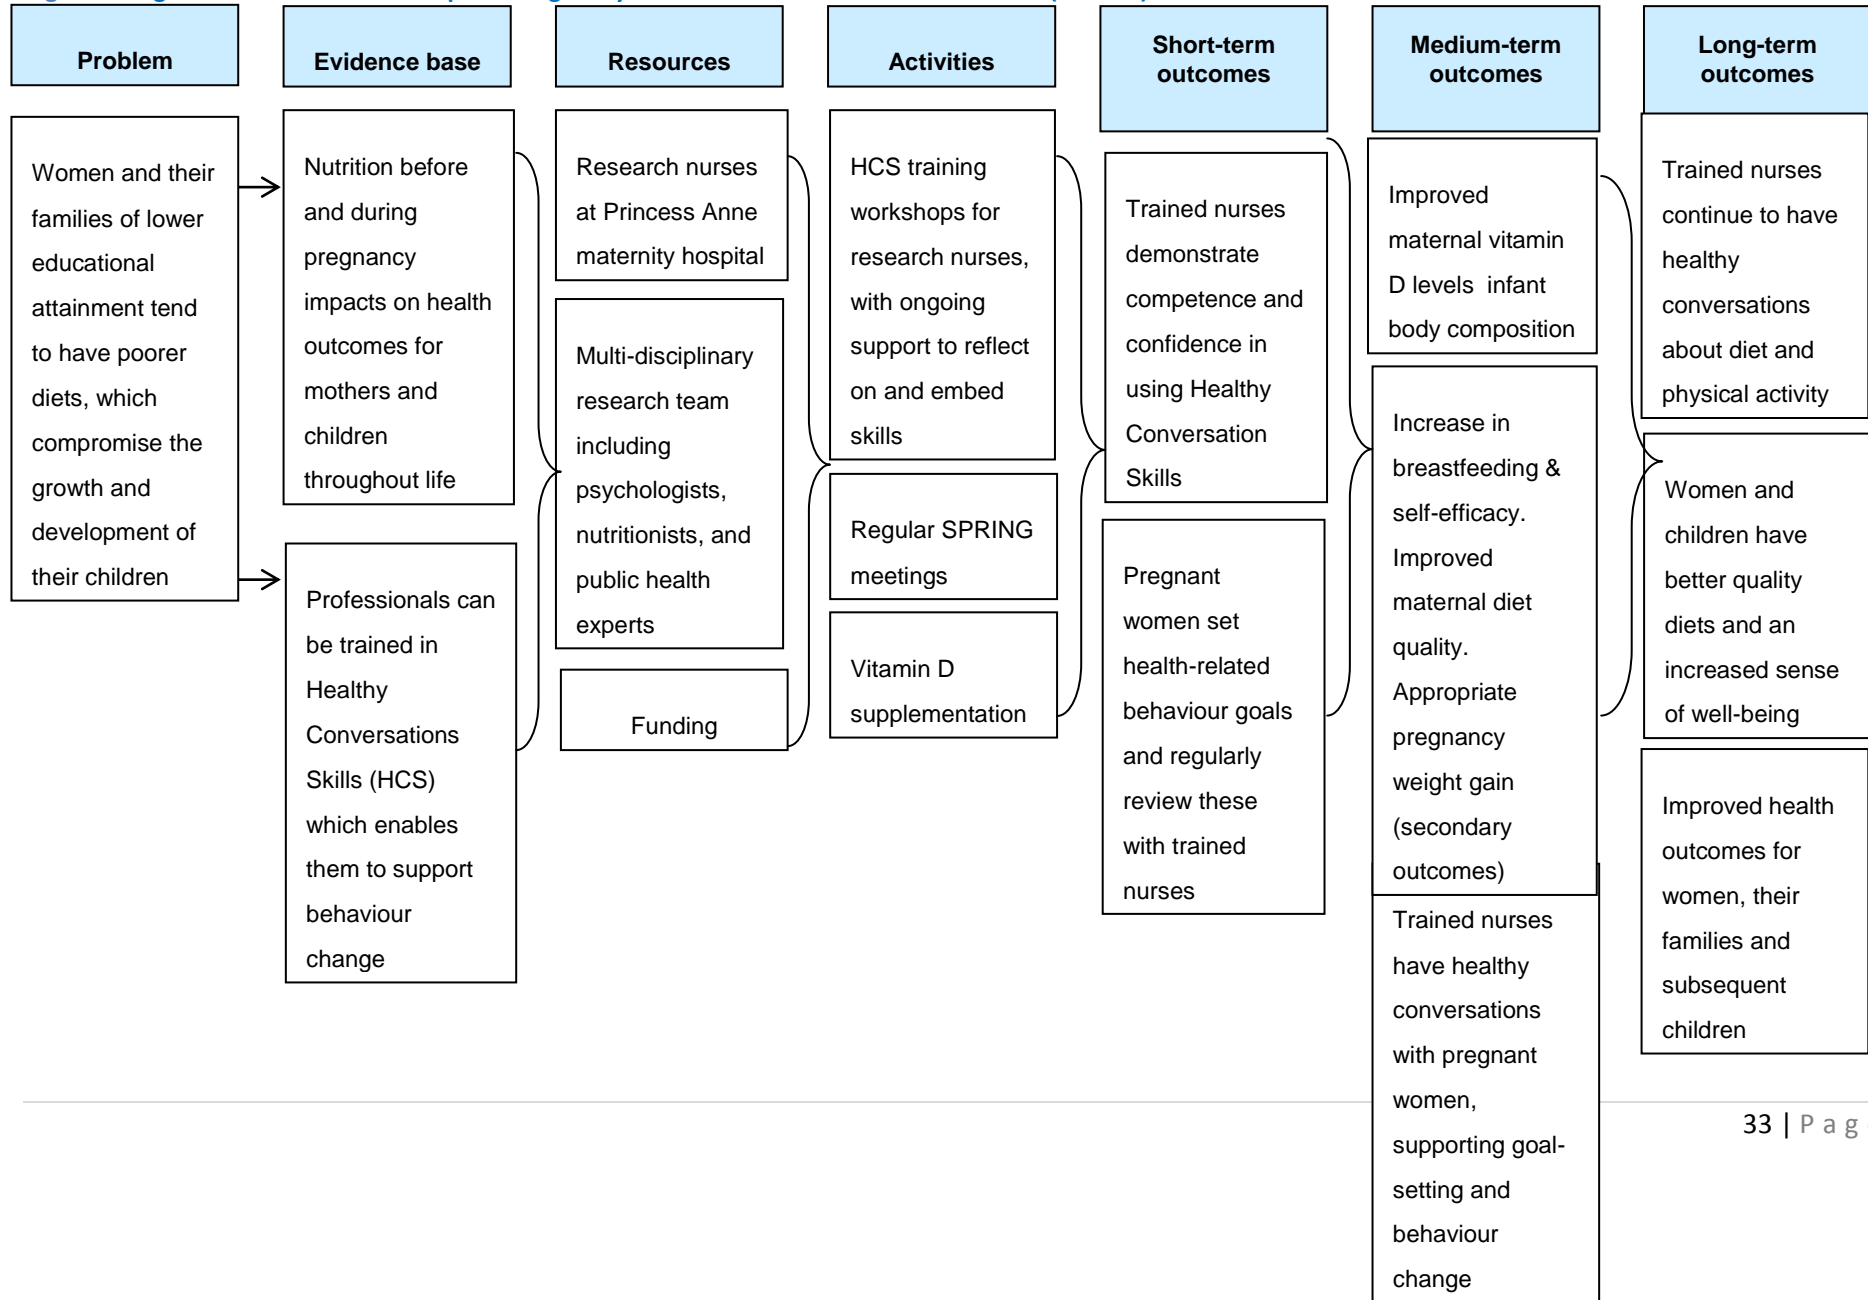 Problem
Evidence base
Resources
Activities
Short-term
outcomes
Medium-term
outcomes
Long-term
outcomes
Women and their
families of lower
educational
attainment tend
to have poorer
diets, which
compromise the
growth and
development of
their children
Nutrition before
and during
pregnancy
impacts on health
outcomes for
mothers and
children
throughout life
Professionals can
be trained in
Healthy
Conversations
Skills (HCS)
which enables
them to support
behaviour
change
Research nurses
at Princess Anne
maternity hospital
Multi-disciplinary
research team
including
psychologists,
nutritionists, and
public health
experts
Funding
HCS training
workshops for
research nurses,
with ongoing
support to reflect
on and embed
skills
Regular SPRING
meetings
Vitamin D
supplementation
Trained nurses
demonstrate
competence and
confidence in
using Healthy
Conversation
Skills
Pregnant
women set
health-related
behaviour goals
and regularly
review these
with trained
nurses
Improved
maternal vitamin
D levels  infant
body composition
Increase in
breastfeeding &
self-efficacy.
Improved
maternal diet
quality.
Appropriate
pregnancy
weight gain
(secondary
outcomes)
Trained nurses
have healthy
conversations
with pregnant
women,
supporting goal-
setting and
behaviour
change
Trained nurses
continue to have
healthy
conversations
about diet and
physical activity
Women and
children have
better quality
diets and an
increased sense
of well-being
Improved health
outcomes for
women, their
families and
subsequent
children
33 | P a g